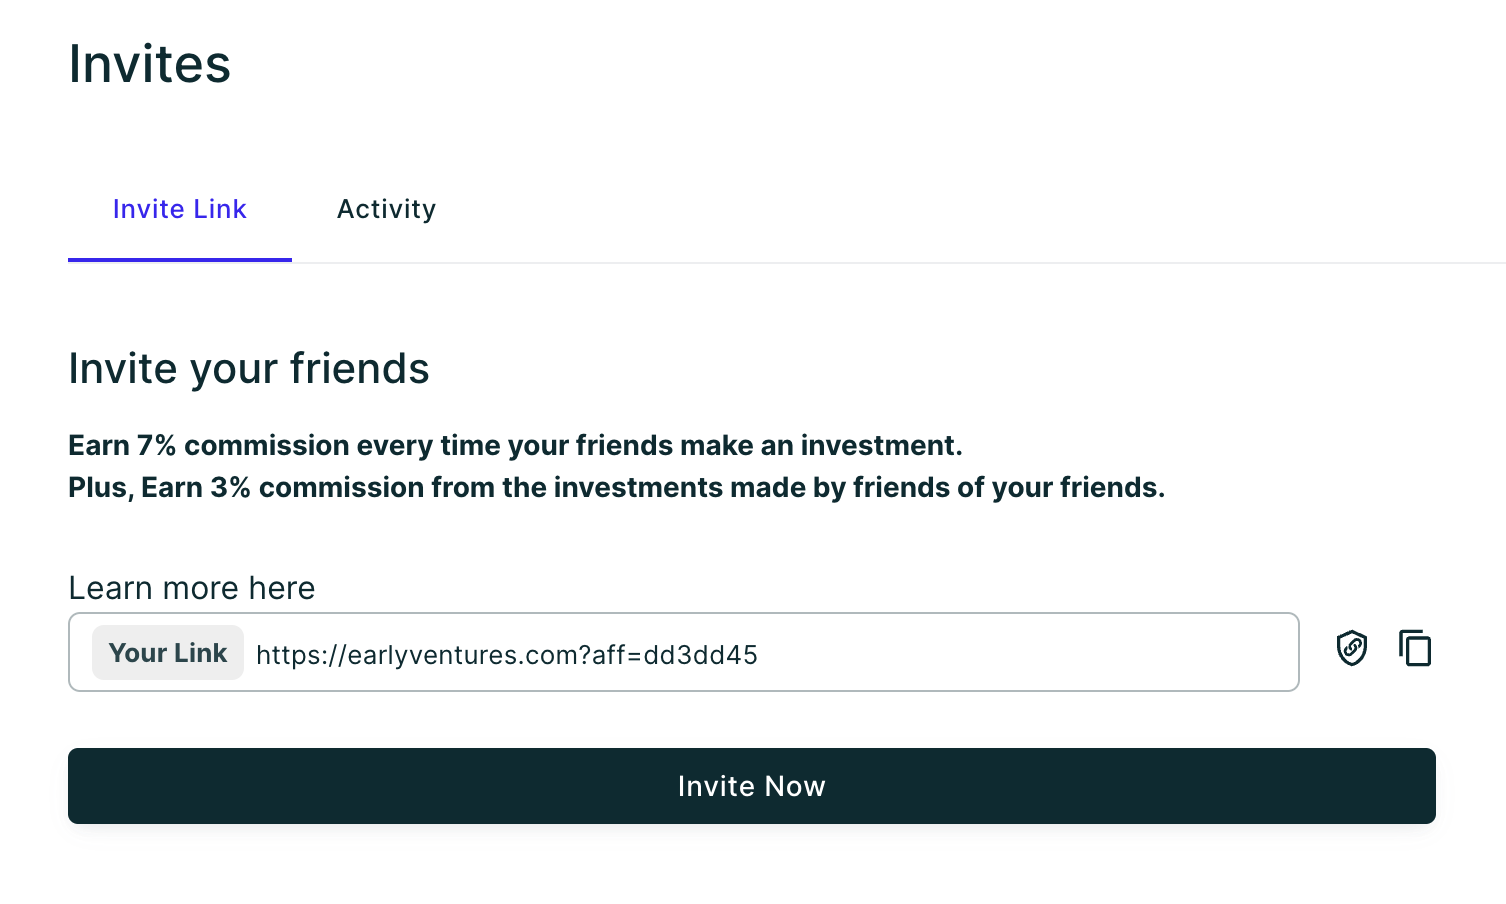 Invites
Invite Link
Activity
Invite your friends
Earn 7% commission every time your friends make an investment.
Plus, Earn 3% commission from the investments made by friends of your friends.
Learn more here
Your Link https://earlyventures.com?aff=dd3dd45
Invite Now